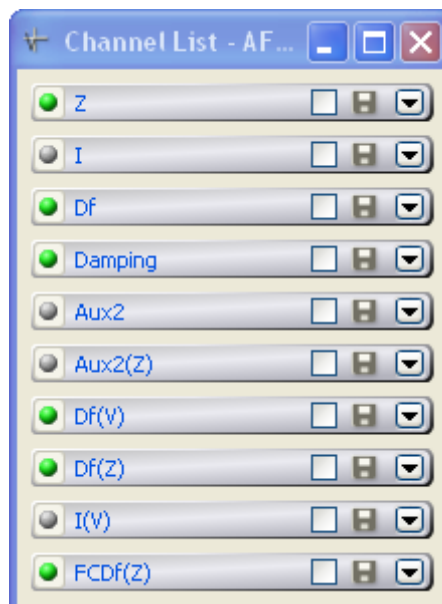 Channel List - AF...
Z
I
Df
Damping
Aux2
Aux2(Z)
Df(V)
Df(Z)
I(V)
FCDf(Z)